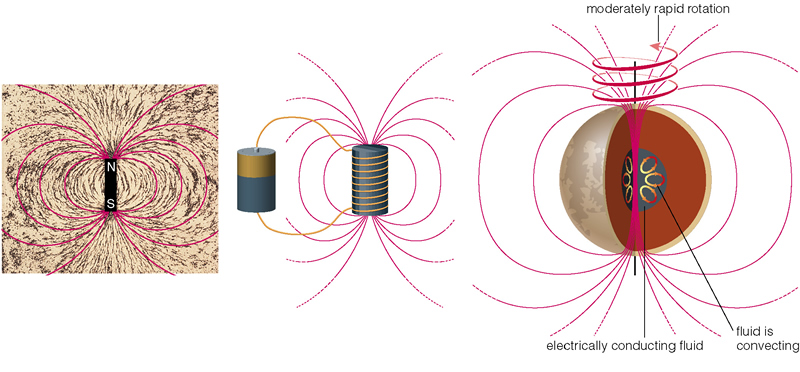 moderately rapid rotation
N
S
fluid is
convecting
electrically conducting fluid